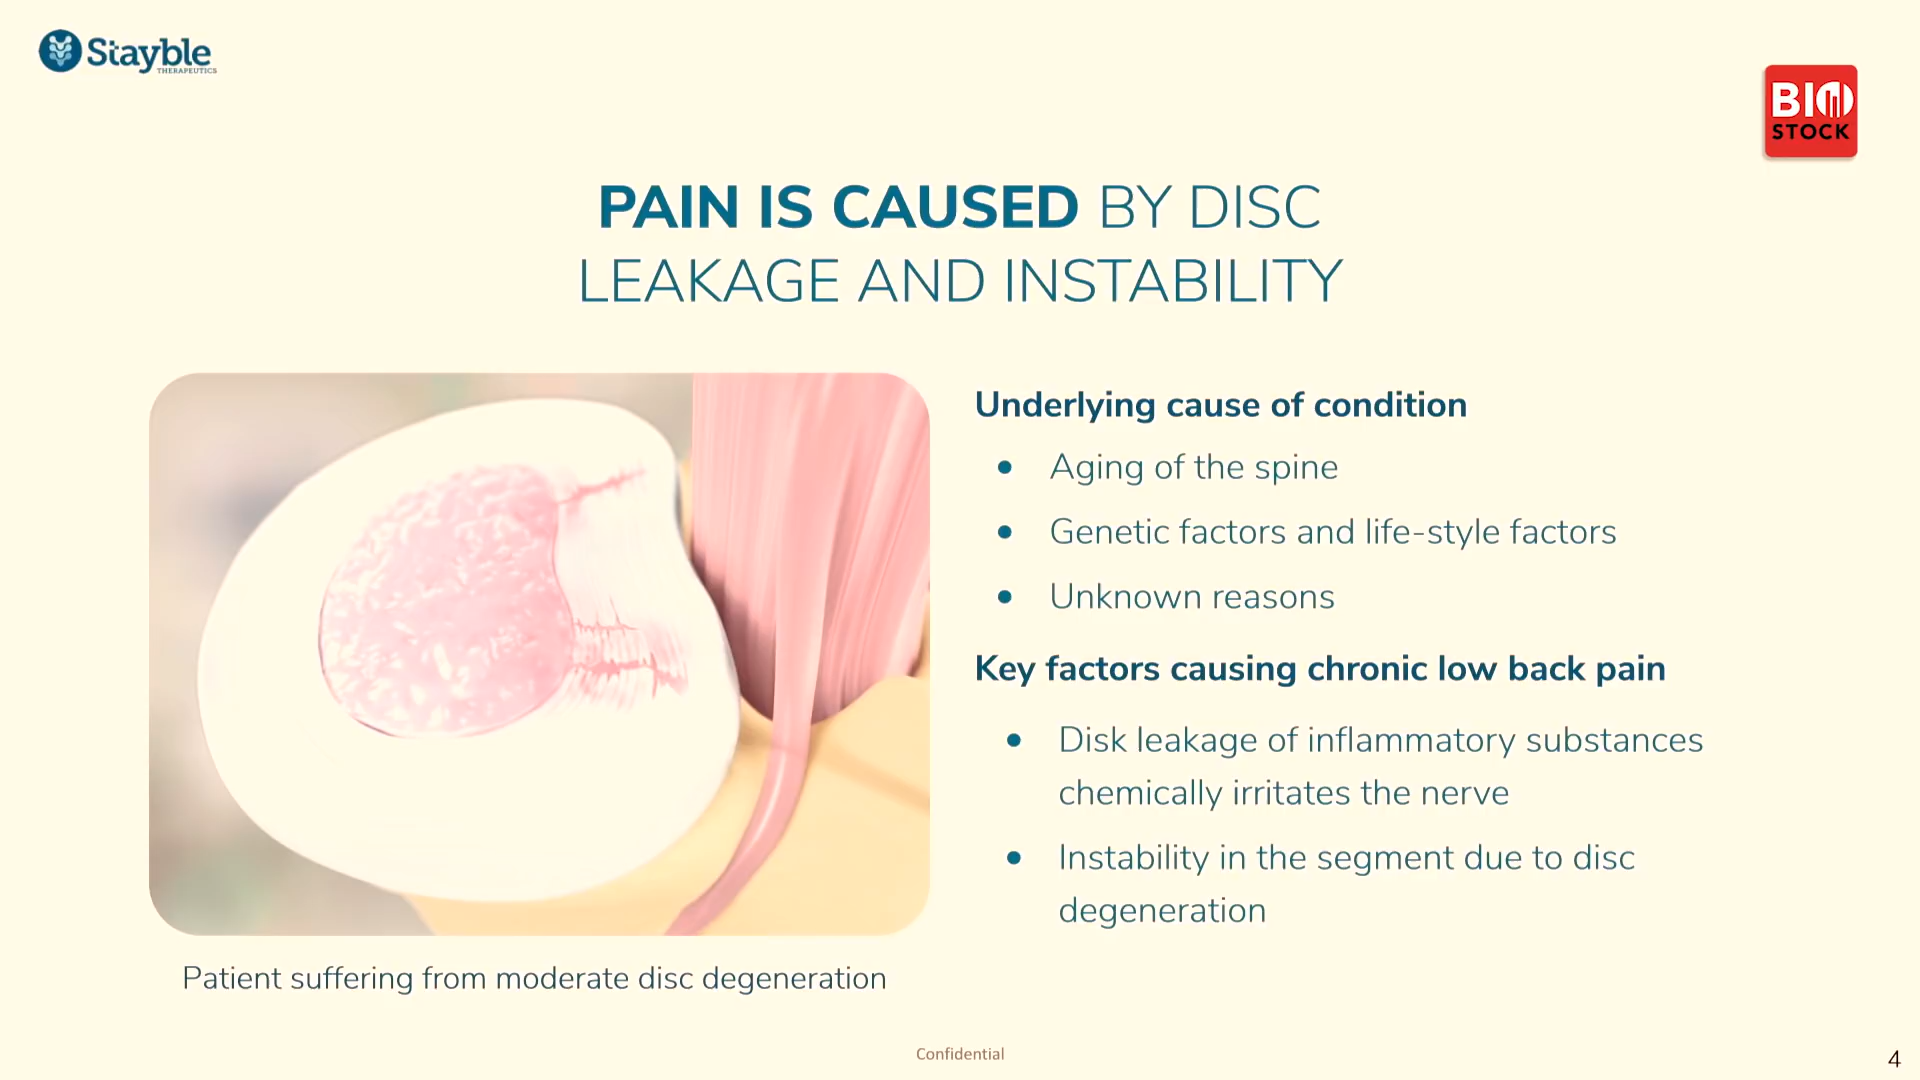 Stayble
THERAPEUTICS
BIO
STOCK
PAIN IS CAUSED BY DISC
LEAKAGE AND INSTABILITY
Underlying cause of condition
• Aging of the spine
• Genetic factors and life-style factors
• Unknown reasons
Key factors causing chronic low back pain
• Disk leakage of inflammatory substances
chemically irritates the nerve
• Instability in the segment due to disc
degeneration
Patient suffering from moderate disc degeneration
Confidential
4